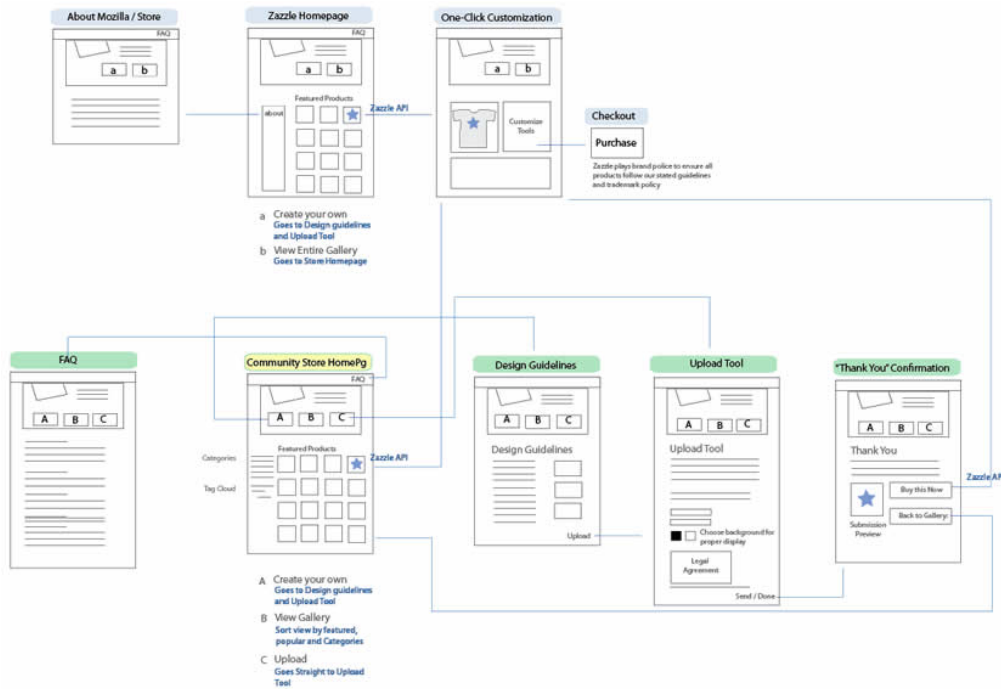 About Mozilla / Store
FAQ
a b
Zazzle Homepage
FAQ
a b
about
Featured Products
Zazzle API
One-Click Customization
a b
Customize
Tools
Checkout
Purchase
Zazzle plays brand police to ensure all
products follow our stated guidelines
and trademark policy
a Create your own
Goes to Design guidelines
and Upload Tool
b View Entire Gallery
Goes to Store Homepage
FAQ
A B C
Community Store HomePg
FAQ
A B C
Featured Products
Categories
Tag Cloud
Zazzle API
A Create your own
Goes to Design guidelines
and Upload Tool
B View Gallery
Sort view by featured,
popular and Categories
C Upload
Goes Straight to Upload
Tool
Design Guidelines
A B C
Design Guidelines
Upload
Upload Tool
A B C
Upload Tool
Choose background for
proper display
Legal
Agreement
Send / Done
"Thank You" Confirmation
A B C
Thank You
Buy this Now
Back to Gallery
Submission
Preview
Zazzle AP